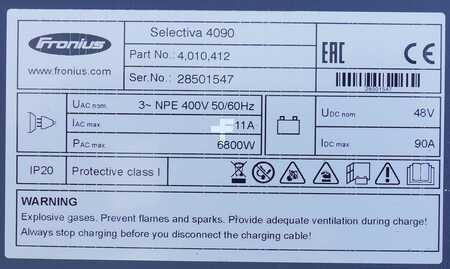 Fronius
www.fronius.com
Selectiva 4090
Part No.: 4,010,412
Ser.No.: 28501547
EAC CE
28501547
UAC nom. 3~ NPE 400V 50/60Hz
IAC max. 11A
PAC max. 6800W
UDC nom 48V
IDC max. 90A
IP20 Protective class I
WARNING
Explosive gases. Prevent flames and sparks. Provide adequate ventilation during charge!
Always stop charging before you disconnect the charging cable!